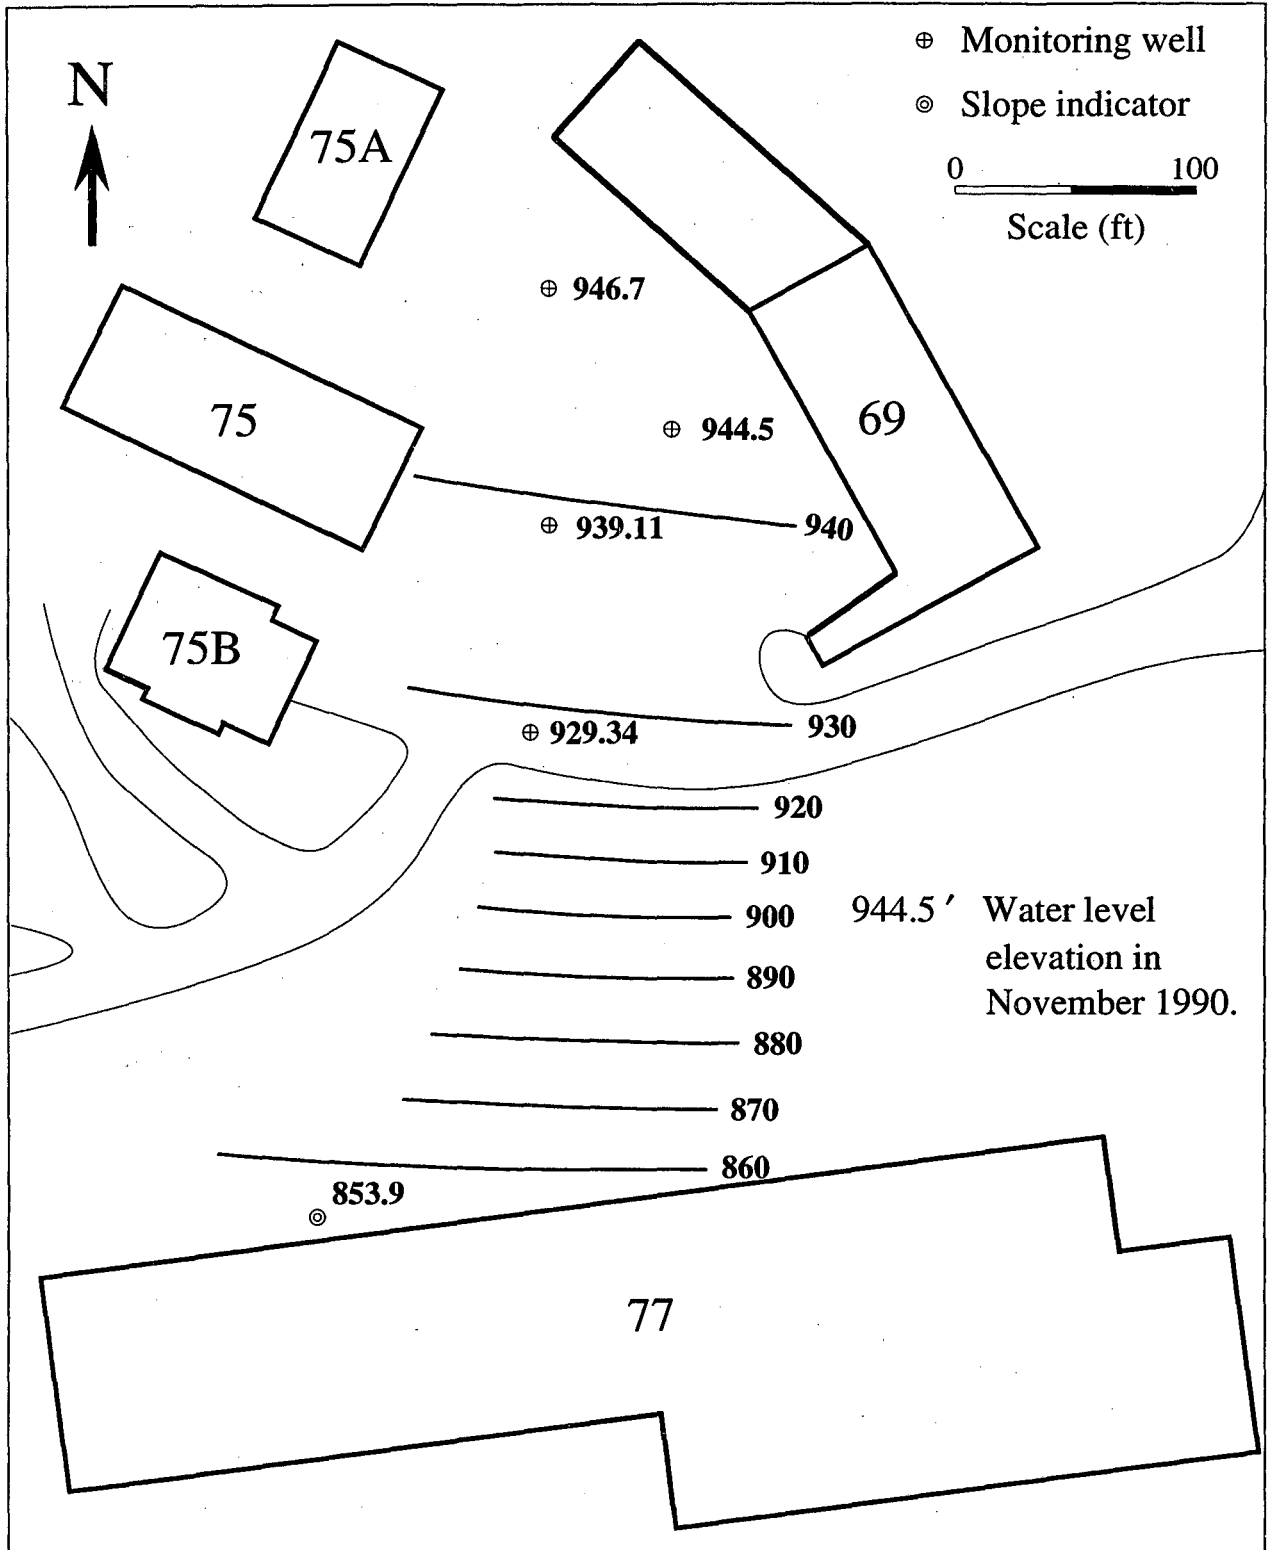 N
Monitoring well
Slope indicator
0 100
Scale (ft)
75A
946.7
75
944.5
69
939.11
940
75B
929.34
930
920
910
900
944.5 ′ Water level
elevation in
November 1990.
890
880
870
860
853.9
77